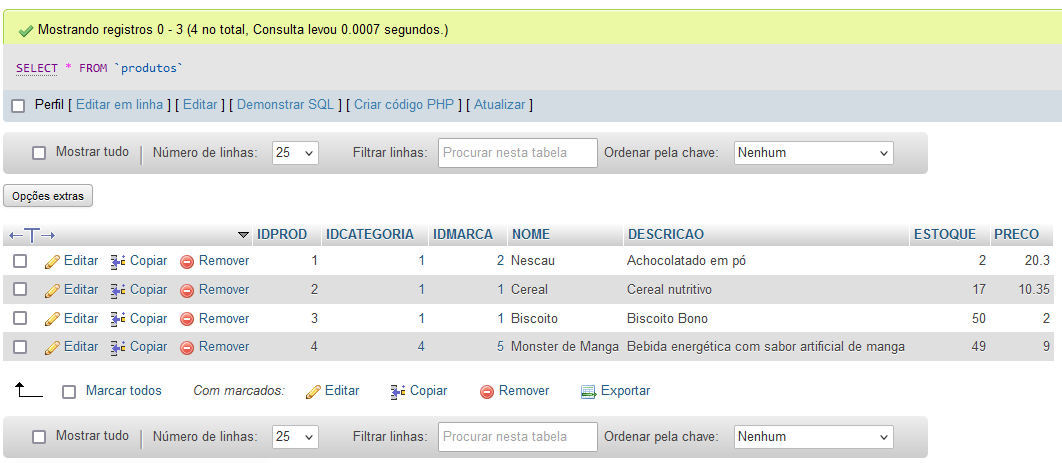 Mostrando registros 0 - 3 (4 no total, Consulta levou 0.0007 segundos.)
SELECT * FROM `produtos`
Perfil [ Editar em linha ] [ Editar ] [ Demonstrar SQL ] [ Criar código PHP ] [ Atualizar ]
Mostrar tudo | Número de linhas: 25 Filtrar linhas: Procurar nesta tabela Ordenar pela chave: Nenhum
Opções extras
←T→ IDPROD IDCATEGORIA IDMARCA NOME DESCRICAO ESTOQUE PRECO
Editar Copiar Remover 1 1 2 Nescau Achocolatado em pó 2 20.3
Editar Copiar Remover 2 1 1 Cereal Cereal nutritivo 17 10.35
Editar Copiar Remover 3 1 1 Biscoito Biscoito Bono 50 2
Editar Copiar Remover 4 4 5 Monster de Manga Bebida energética com sabor artificial de manga 49 9
Marcar todos Com marcados: Editar Copiar Remover Exportar
Mostrar tudo | Número de linhas: 25 Filtrar linhas: Procurar nesta tabela Ordenar pela chave: Nenhum